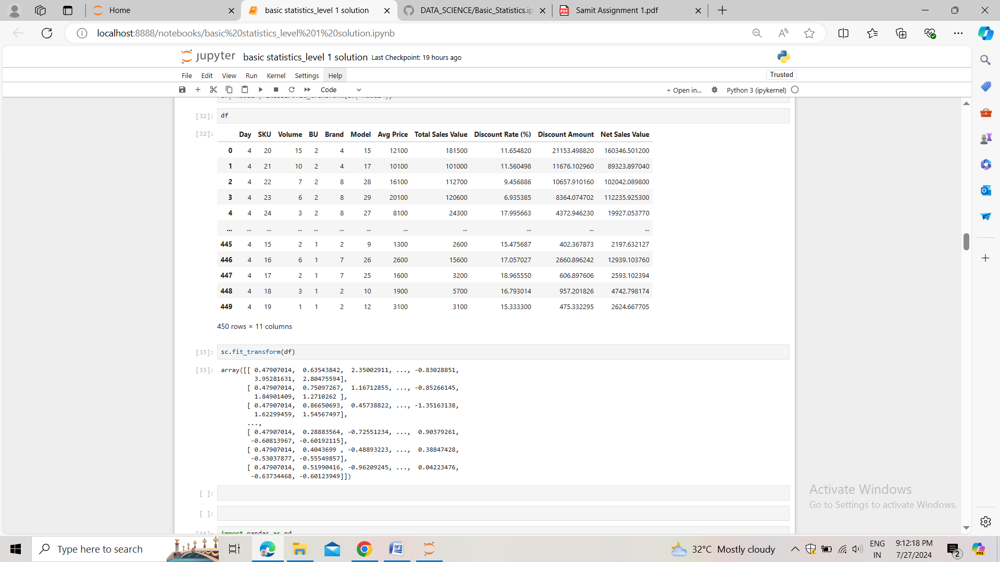 Home
basic statistics_level 1 solution
DATA_SCIENCE/Basic_Statistics.ip
Samit Assignment 1.pdf
localhost:8888/notebooks/basic%20statistics_level%201%20solution.ipynb
jupyter basic statistics_level 1 solution Last Checkpoint: 19 hours ago
File Edit View Run Kernel Settings Help
Trusted
Code
Open in...
Python 3 (ipykernel)
[32]: df
[32]:
Day SKU Volume BU Brand Model Avg Price Total Sales Value Discount Rate (%) Discount Amount Net Sales Value
0 4 20 15 2 4 15 12100 181500 11.654820 21153.498820 160346.501200
1 4 21 10 2 4 17 10100 101000 11.560498 11676.102960 89323.897040
2 4 22 7 2 8 28 16100 112700 9.456886 10657.910160 102042.089800
3 4 23 6 2 8 29 20100 120600 6.935385 8364.074702 112235.925300
4 4 24 3 2 8 27 8100 24300 17.995663 4372.946230 19927.053770
... ... ... ... ... ... ... ... ... ... ... ...
445 4 15 2 1 2 9 1300 2600 15.475687 402.367873 2197.632127
446 4 16 6 1 7 26 2600 15600 17.057027 2660.896242 12939.103760
447 4 17 2 1 7 25 1600 3200 18.965550 606.897606 2593.102394
448 4 18 3 1 2 10 1900 5700 16.793014 957.201826 4742.798174
449 4 19 1 1 2 12 3100 3100 15.333300 475.332295 2624.667705
450 rows × 11 columns
[33]: sc.fit_transform(df)
[33]: array([[ 0.47907014, 0.63543842, 2.35002911, ..., -0.83028851,
3.95281631, 2.80475594],
[ 0.47907014, 0.75097267, 1.16712855, ..., -0.85266145,
1.84901409, 1.2710262 ],
[ 0.47907014, 0.86650693, 0.45738822, ..., -1.35163138,
1.62299459, 1.54567497],
...,
[ 0.47907014, 0.28883564, -0.72551234, ..., 0.90379261,
-0.60813967, -0.60192115],
[ 0.47907014, 0.4043699 , -0.48893223, ..., 0.38847428,
-0.53037877, -0.55549857],
[ 0.47907014, 0.51990416, -0.96209245, ..., 0.04223476,
-0.63734468, -0.60123949]])
[ ]:
[ ]:
[34]: import pandas as pd
Activate Windows
Go to Settings to activate Windows.
Type here to search
32°C Mostly cloudy
ENG
IN
9:12:18 PM
7/27/2024
2
PRE